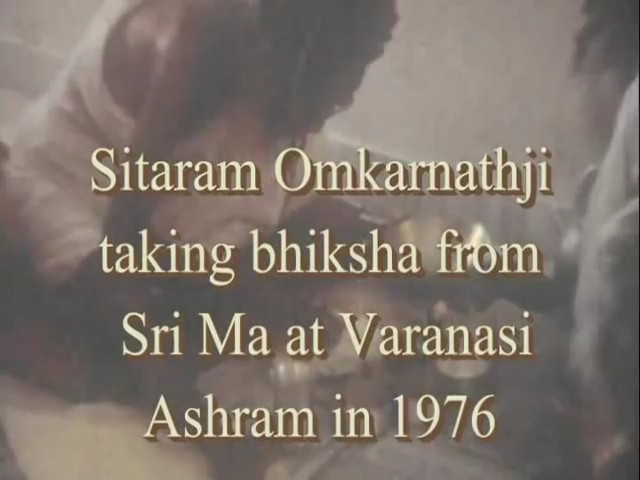 Sitaram Omkarnathji
taking bhiksha from
Sri Ma at Varanasi
Ashram in 1976